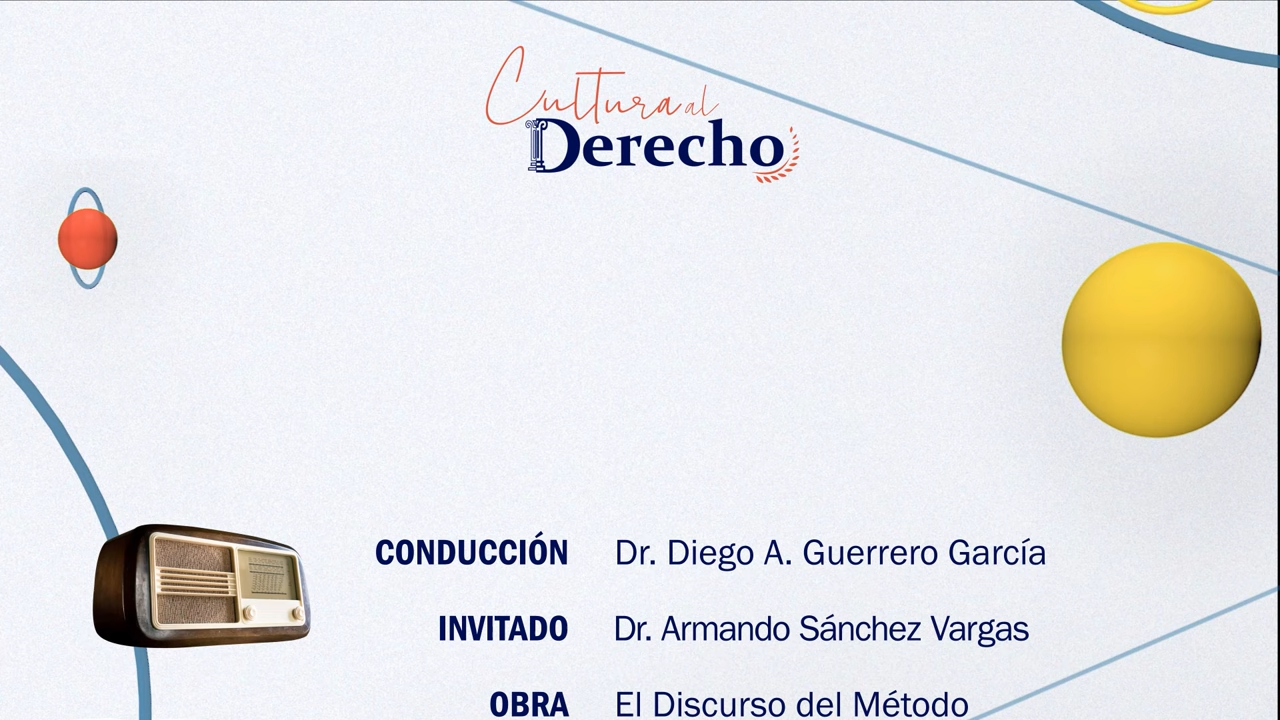 Cultura al
Derecho
CONDUCCIÓN Dr. Diego A. Guerrero García
INVITADO Dr. Armando Sánchez Vargas
OBRA El Discurso del Método